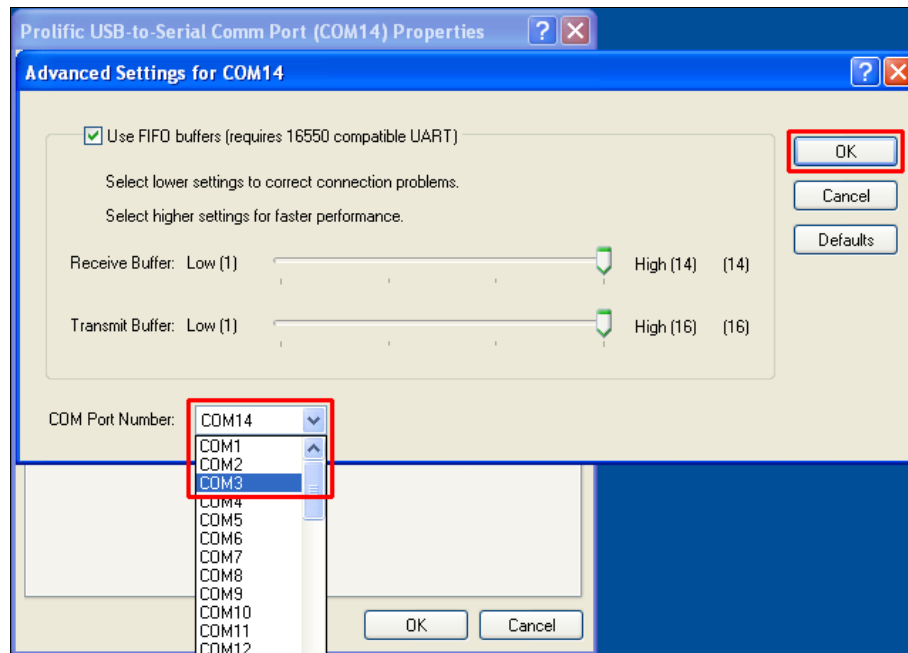 Prolific USB-to-Serial Comm Port (COM14) Properties
Advanced Settings for COM14
Use FIFO buffers (requires 16550 compatible UART)
OK
Select lower settings to correct connection problems.
Cancel
Select higher settings for faster performance.
Defaults
Receive Buffer: Low (1) High (14) (14)
Transmit Buffer: Low (1) High (16) (16)
COM Port Number: COM14
COM1
COM2
COM3
COM4
COM5
COM6
COM7
COM8
COM9
COM10
COM11
OK Cancel
COM12